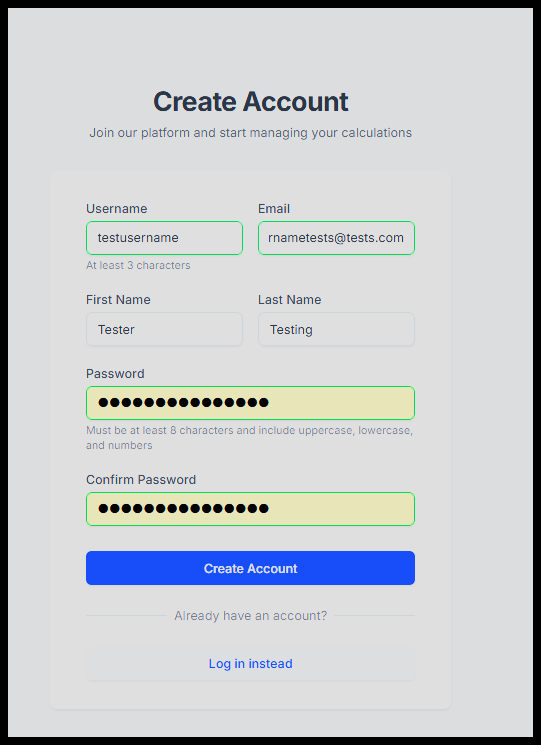 Create Account
Join our platform and start managing your calculations
Username
Email
testusername
rnametests@tests.com
At least 3 characters
First Name
Last Name
Tester
Testing
Password
●●●●●●●●●●●●●●●
Must be at least 8 characters and include uppercase, lowercase,
and numbers
Confirm Password
●●●●●●●●●●●●●●●
Create Account
Already have an account?
Log in instead